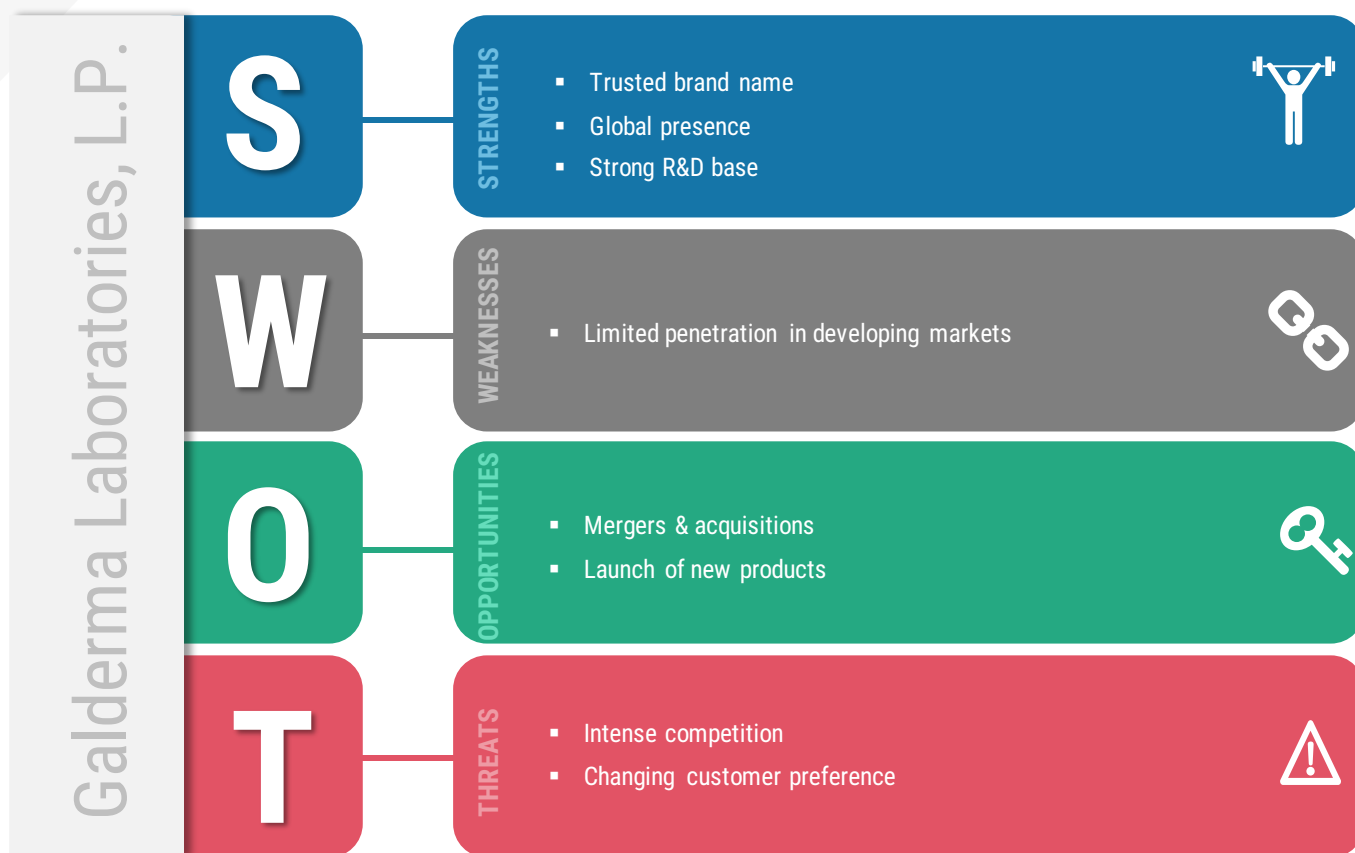 Galderma Laboratories, L.P.
S
STRENGTHS
▪ Trusted brand name
▪ Global presence
▪ Strong R&D base
W
WEAKNESSES
▪ Limited penetration in developing markets
O
OPPORTUNITIES
▪ Mergers & acquisitions
▪ Launch of new products
T
THREATS
▪ Intense competition
▪ Changing customer preference